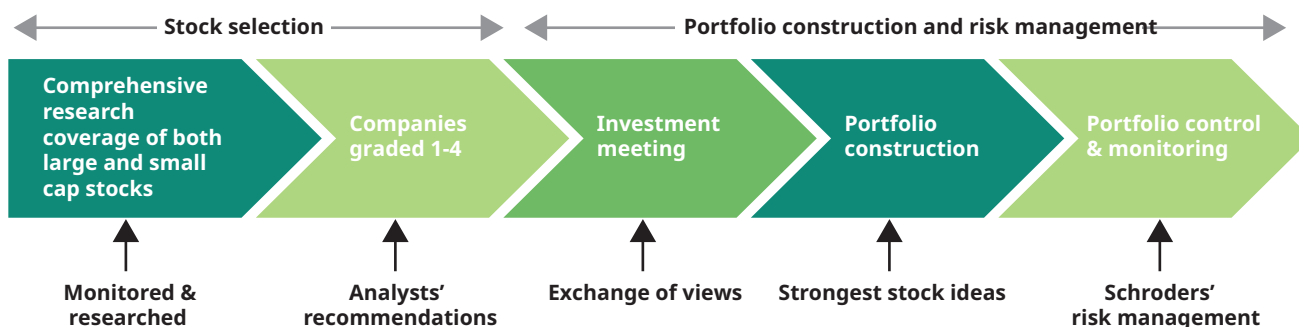 Stock selection
Portfolio construction and risk management
Comprehensive
research
coverage of both
large and small
cap stocks
Companies
graded 1-4
Investment
meeting
Portfolio
construction
Portfolio control
& monitoring
Monitored &
researched
Analysts’
recommendations
Exchange of views
Strongest stock ideas
Schroders’
risk management